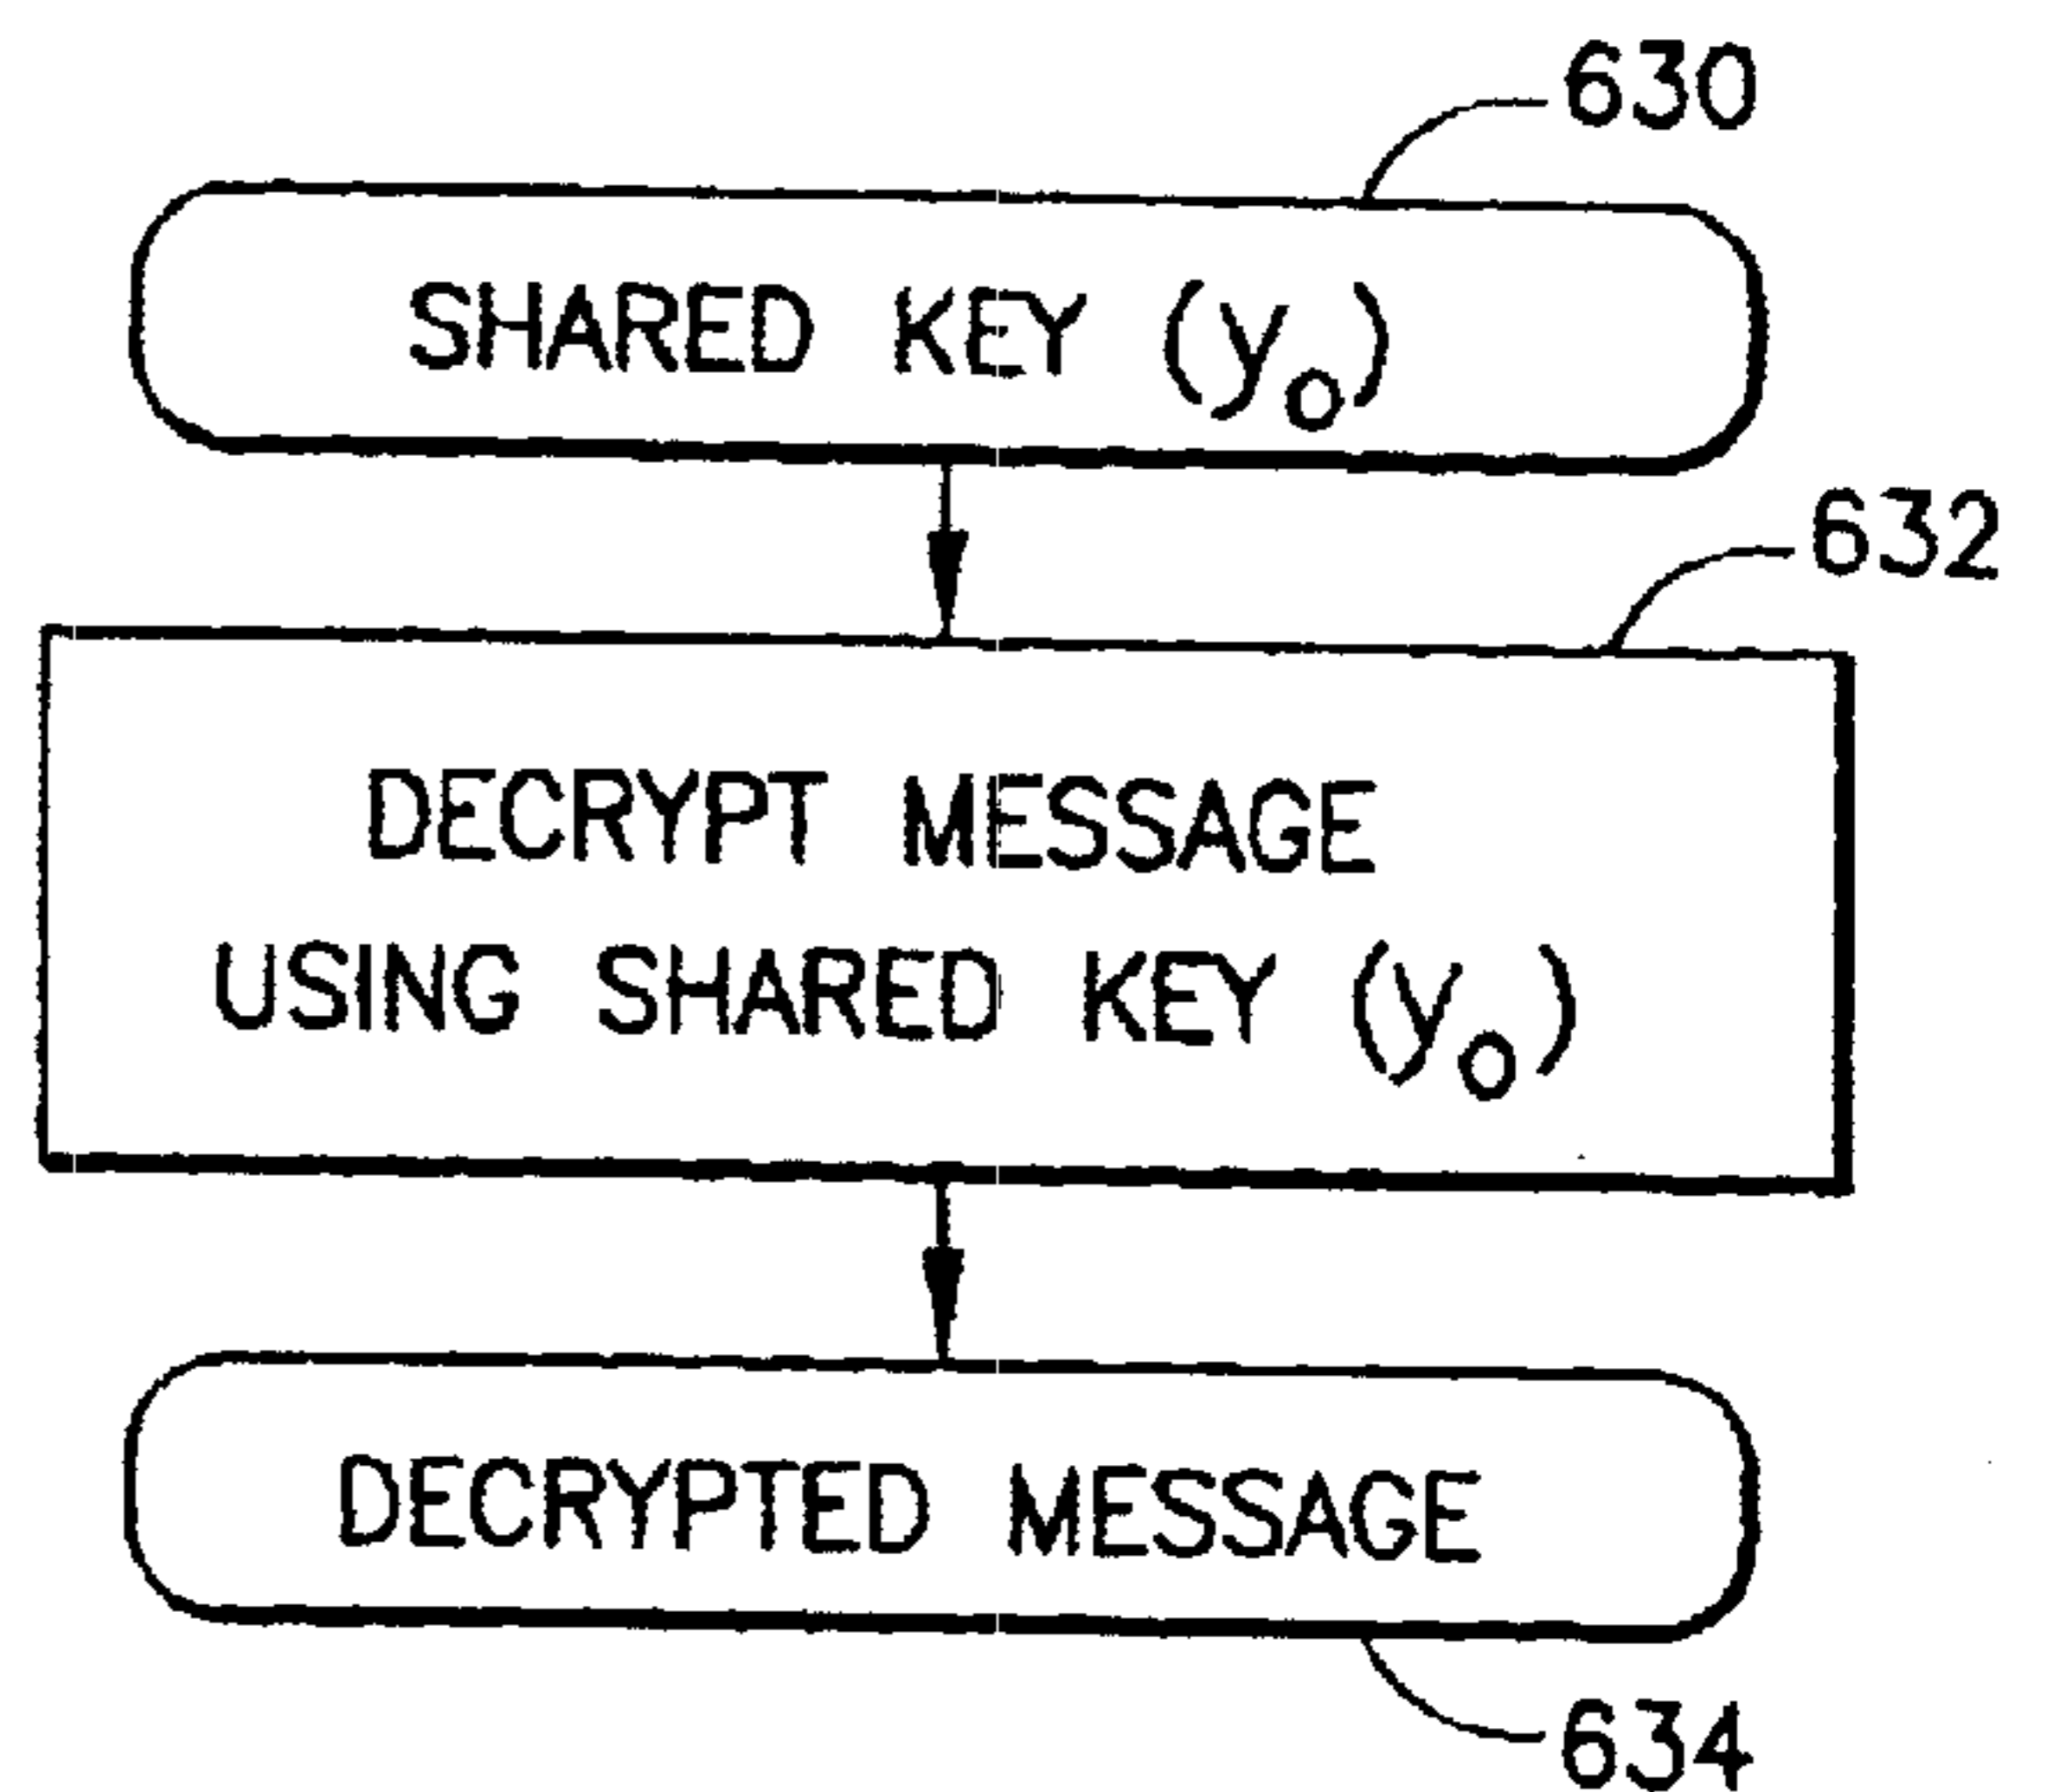 630
SHARED KEY (y₀)
632
DECRYPT MESSAGE
USING SHARED KEY (y₀)
DECRYPTED MESSAGE
634